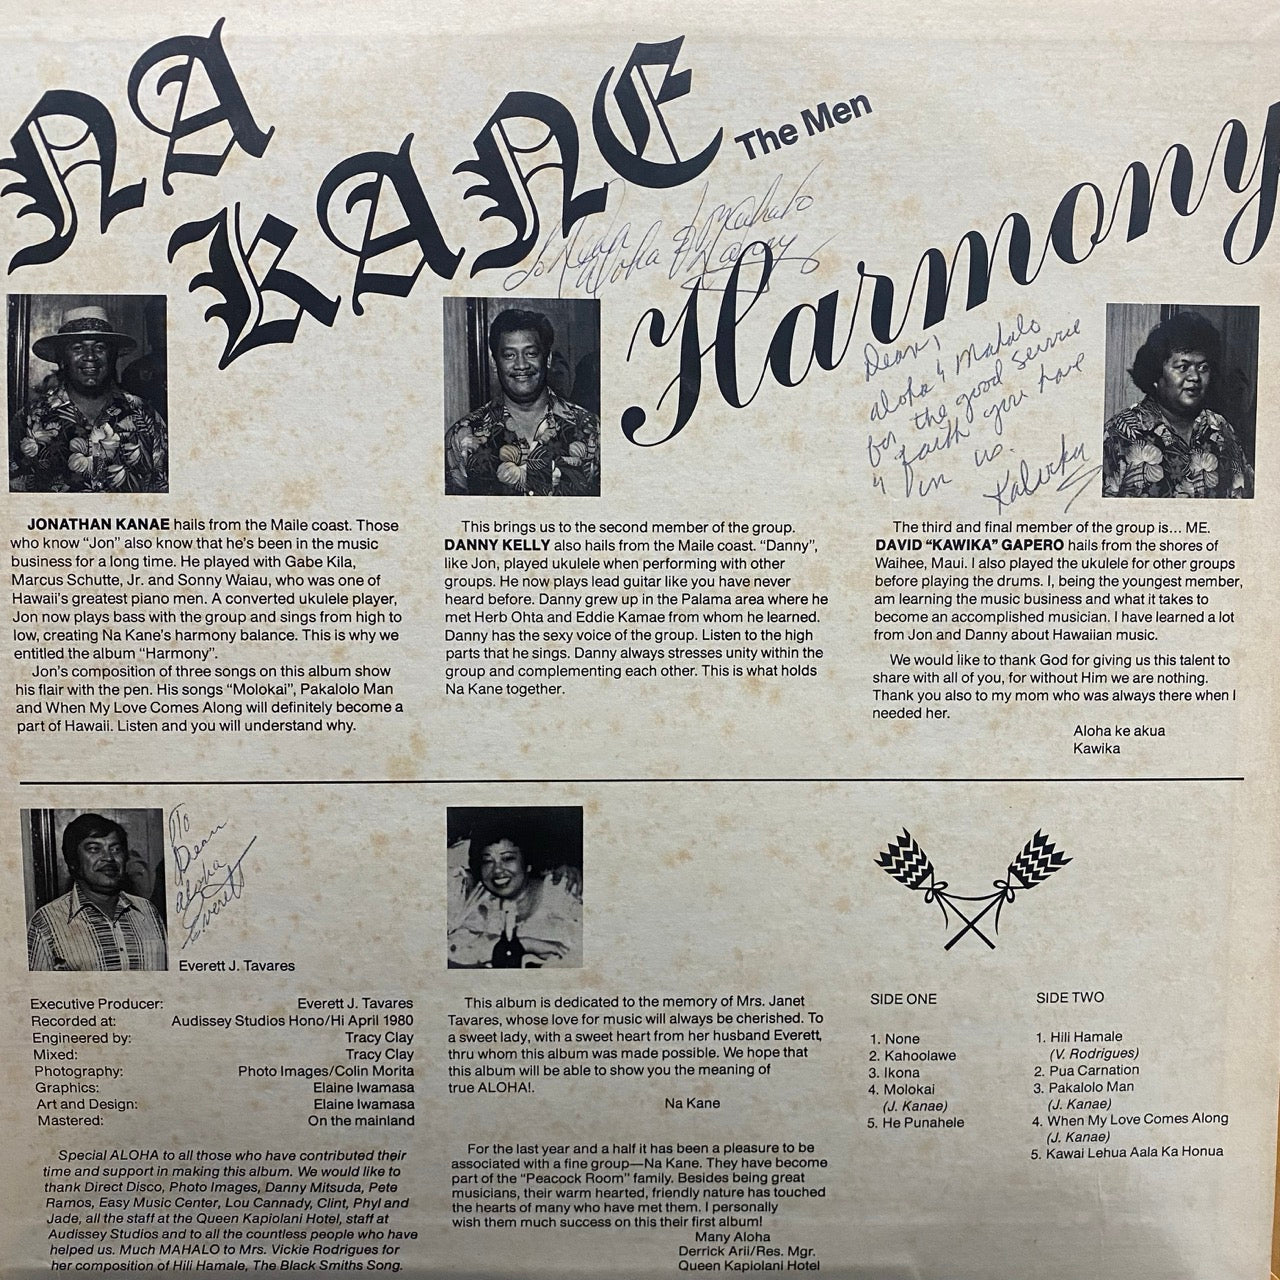 NA
KANE
The Men
Harmony
Aloha & Mahalo
Danny
Dean,
aloha & Mahalo
for the good service
& faith you have
in us.
Kawika
JONATHAN KANAE hails from the Maile coast. Those
who know “Jon” also know that he’s been in the music
business for a long time. He played with Gabe Kila,
Marcus Schutte, Jr. and Sonny Waiau, who was one of
Hawaii’s greatest piano men. A converted ukulele player,
Jon now plays bass with the group and sings from high to
low, creating Na Kane’s harmony balance. This is why we
entitled the album “Harmony”.
Jon’s composition of three songs on this album show
his flair with the pen. His songs “Molokai”, Pakalolo Man
and When My Love Comes Along will definitely become a
part of Hawaii. Listen and you will understand why.
This brings us to the second member of the group.
DANNY KELLY also hails from the Maile coast. “Danny”,
like Jon, played ukulele when performing with other
groups. He now plays lead guitar like you have never
heard before. Danny grew up in the Palama area where he
met Herb Ohta and Eddie Kamae from whom he learned.
Danny has the sexy voice of the group. Listen to the high
parts that he sings. Danny always stresses unity within the
group and complementing each other. This is what holds
Na Kane together.
The third and final member of the group is... ME.
DAVID “KAWIKA” GAPERO hails from the shores of
Waihee, Maui. I also played the ukulele for other groups
before playing the drums. I, being the youngest member,
am learning the music business and what it takes to
become an accomplished musician. I have learned a lot
from Jon and Danny about Hawaiian music.
We would like to thank God for giving us this talent to
share with all of you, for without Him we are nothing.
Thank you also to my mom who was always there when I
needed her.
Aloha ke akua
Kawika
To
Dean
aloha
Everett
Everett J. Tavares
Executive Producer: Everett J. Tavares
Recorded at: Audissey Studios Hono/Hi April 1980
Engineered by: Tracy Clay
Mixed: Tracy Clay
Photography: Photo Images/Colin Morita
Graphics: Elaine Iwamasa
Art and Design: Elaine Iwamasa
Mastered: On the mainland
Special ALOHA to all those who have contributed their
time and support in making this album. We would like to
thank Direct Disco, Photo Images, Danny Mitsuda, Pete
Ramos, Easy Music Center, Lou Cannady, Clint, Phyl and
Jade, all the staff at the Queen Kapiolani Hotel, staff at
Audissey Studios and to all the countless people who have
helped us. Much MAHALO to Mrs. Vickie Rodrigues for
her composition of Hili Hamale, The Black Smiths Song.
This album is dedicated to the memory of Mrs. Janet
Tavares, whose love for music will always be cherished. To
a sweet lady, with a sweet heart from her husband Everett,
thru whom this album was made possible. We hope that
this album will be able to show you the meaning of
true ALOHA!.
Na Kane
For the last year and a half it has been a pleasure to be
associated with a fine group—Na Kane. They have become
part of the “Peacock Room” family. Besides being great
musicians, their warm hearted, friendly nature has touched
the hearts of many who have met them. I personally
wish them much success on this their first album!
Many Aloha
Derrick Arii/Res. Mgr.
Queen Kapiolani Hotel
SIDE ONE
1. None
2. Kahoolawe
3. Ikona
4. Molokai
(J. Kanae)
5. He Punahele
SIDE TWO
1. Hili Hamale
(V. Rodrigues)
2. Pua Carnation
3. Pakalolo Man
(J. Kanae)
4. When My Love Comes Along
(J. Kanae)
5. Kawai Lehua Aala Ka Honua